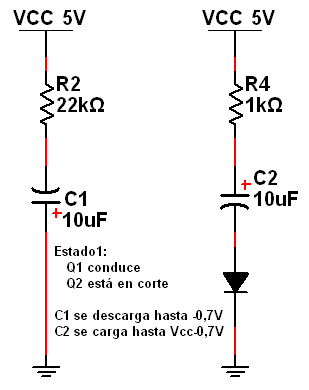 VCC 5V VCC 5V
R2 R4
22kΩ 1kΩ
+ C2
C1 10uF
+ 10uF
Estado1:
Q1 conduce
Q2 está en corte
C1 se descarga hasta -0,7V
C2 se carga hasta Vcc-0,7V